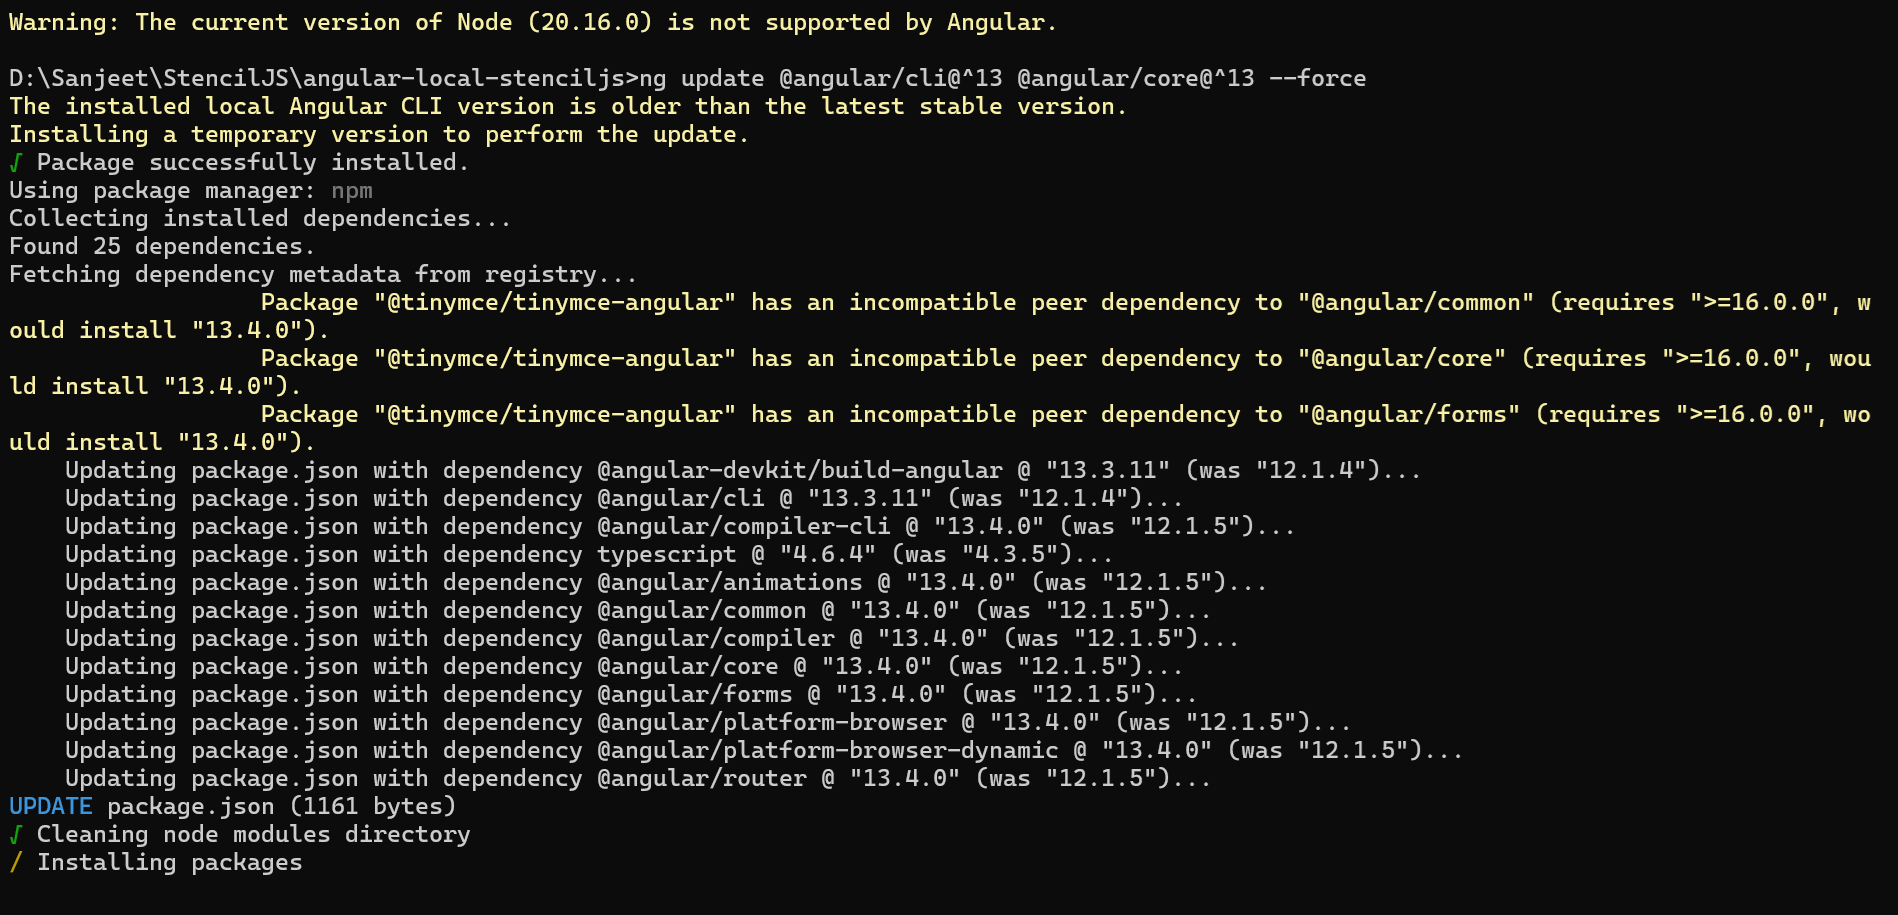 Warning: The current version of Node (20.16.0) is not supported by Angular.
D:\Sanjeet\StencilJS\angular-local-stenciljs>ng update @angular/cli@^13 @angular/core@^13 --force
The installed local Angular CLI version is older than the latest stable version.
Installing a temporary version to perform the update.
√ Package successfully installed.
Using package manager: npm
Collecting installed dependencies...
Found 25 dependencies.
Fetching dependency metadata from registry...
                  Package "@tinymce/tinymce-angular" has an incompatible peer dependency to "@angular/common" (requires ">=16.0.0", w
ould install "13.4.0").
                  Package "@tinymce/tinymce-angular" has an incompatible peer dependency to "@angular/core" (requires ">=16.0.0", wou
ld install "13.4.0").
                  Package "@tinymce/tinymce-angular" has an incompatible peer dependency to "@angular/forms" (requires ">=16.0.0", wo
uld install "13.4.0").
    Updating package.json with dependency @angular-devkit/build-angular @ "13.3.11" (was "12.1.4")...
    Updating package.json with dependency @angular/cli @ "13.3.11" (was "12.1.4")...
    Updating package.json with dependency @angular/compiler-cli @ "13.4.0" (was "12.1.5")...
    Updating package.json with dependency typescript @ "4.6.4" (was "4.3.5")...
    Updating package.json with dependency @angular/animations @ "13.4.0" (was "12.1.5")...
    Updating package.json with dependency @angular/common @ "13.4.0" (was "12.1.5")...
    Updating package.json with dependency @angular/compiler @ "13.4.0" (was "12.1.5")...
    Updating package.json with dependency @angular/core @ "13.4.0" (was "12.1.5")...
    Updating package.json with dependency @angular/forms @ "13.4.0" (was "12.1.5")...
    Updating package.json with dependency @angular/platform-browser @ "13.4.0" (was "12.1.5")...
    Updating package.json with dependency @angular/platform-browser-dynamic @ "13.4.0" (was "12.1.5")...
    Updating package.json with dependency @angular/router @ "13.4.0" (was "12.1.5")...
UPDATE package.json (1161 bytes)
√ Cleaning node modules directory
/ Installing packages